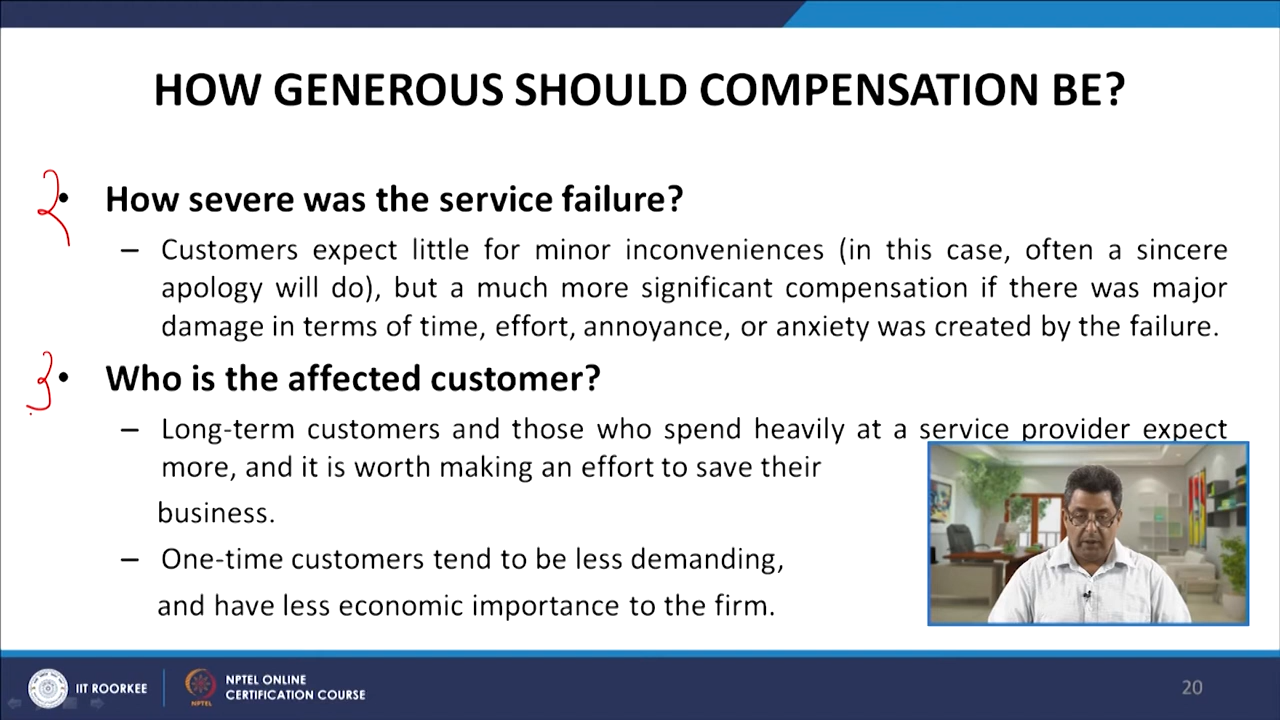 HOW GENEROUS SHOULD COMPENSATION BE?
2
• How severe was the service failure?
– Customers expect little for minor inconveniences (in this case, often a sincere
apology will do), but a much more significant compensation if there was major
damage in terms of time, effort, annoyance, or anxiety was created by the failure.
3
• Who is the affected customer?
– Long-term customers and those who spend heavily at a service provider expect
more, and it is worth making an effort to save their
business.
– One-time customers tend to be less demanding,
and have less economic importance to the firm.
IIT ROORKEE
NPTEL
NPTEL ONLINE
CERTIFICATION COURSE
20